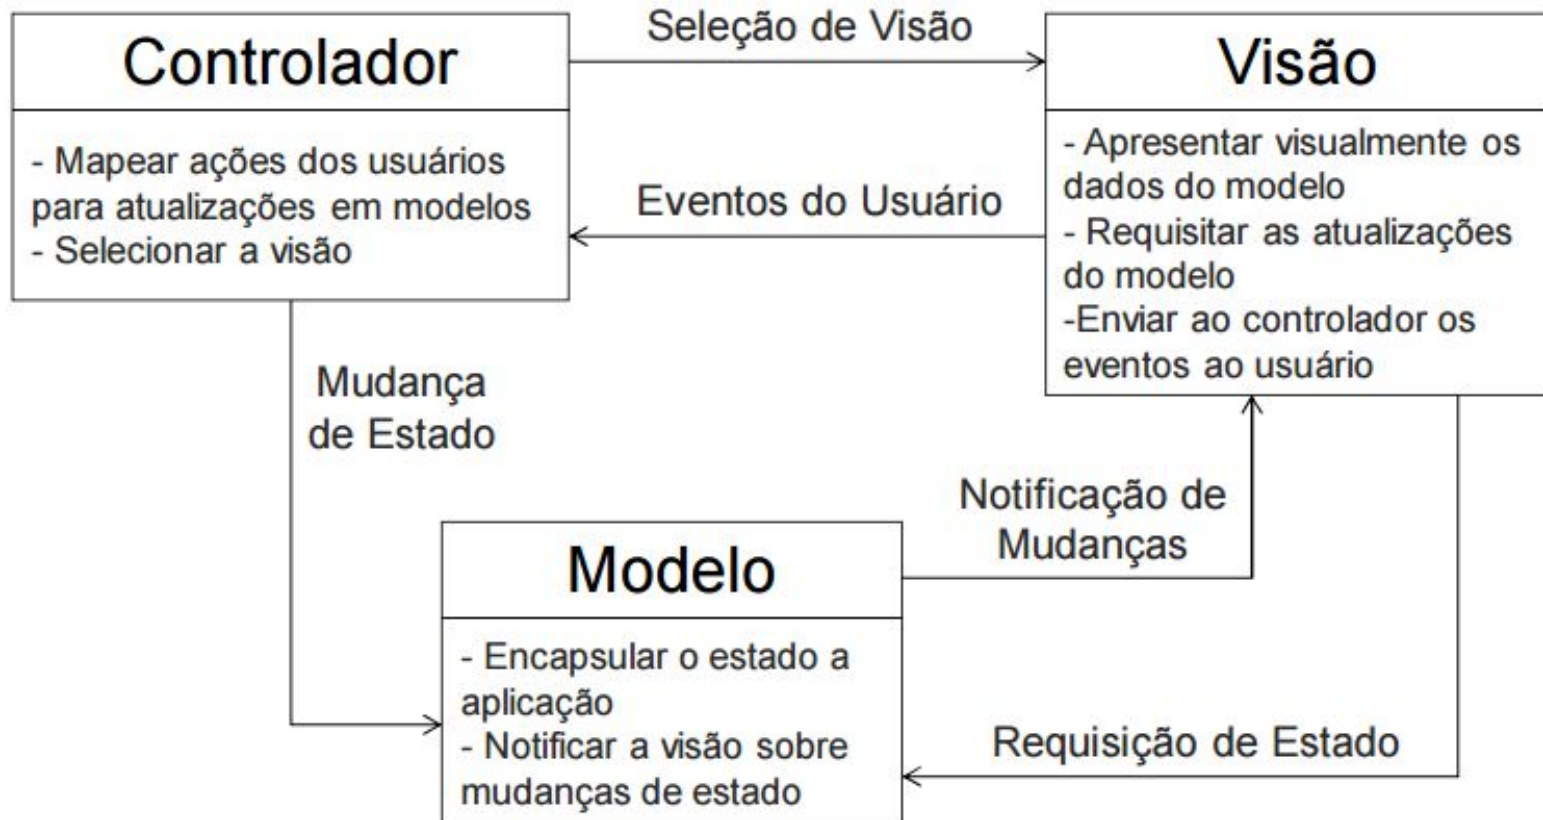 Controlador
- Mapear ações dos usuários
para atualizações em modelos
- Selecionar a visão
Seleção de Visão
Eventos do Usuário
Visão
- Apresentar visualmente os
dados do modelo
- Requisitar as atualizações
do modelo
-Enviar ao controlador os
eventos ao usuário
Mudança
de Estado
Notificação de
Mudanças
Modelo
- Encapsular o estado a
aplicação
- Notificar a visão sobre
mudanças de estado
Requisição de Estado